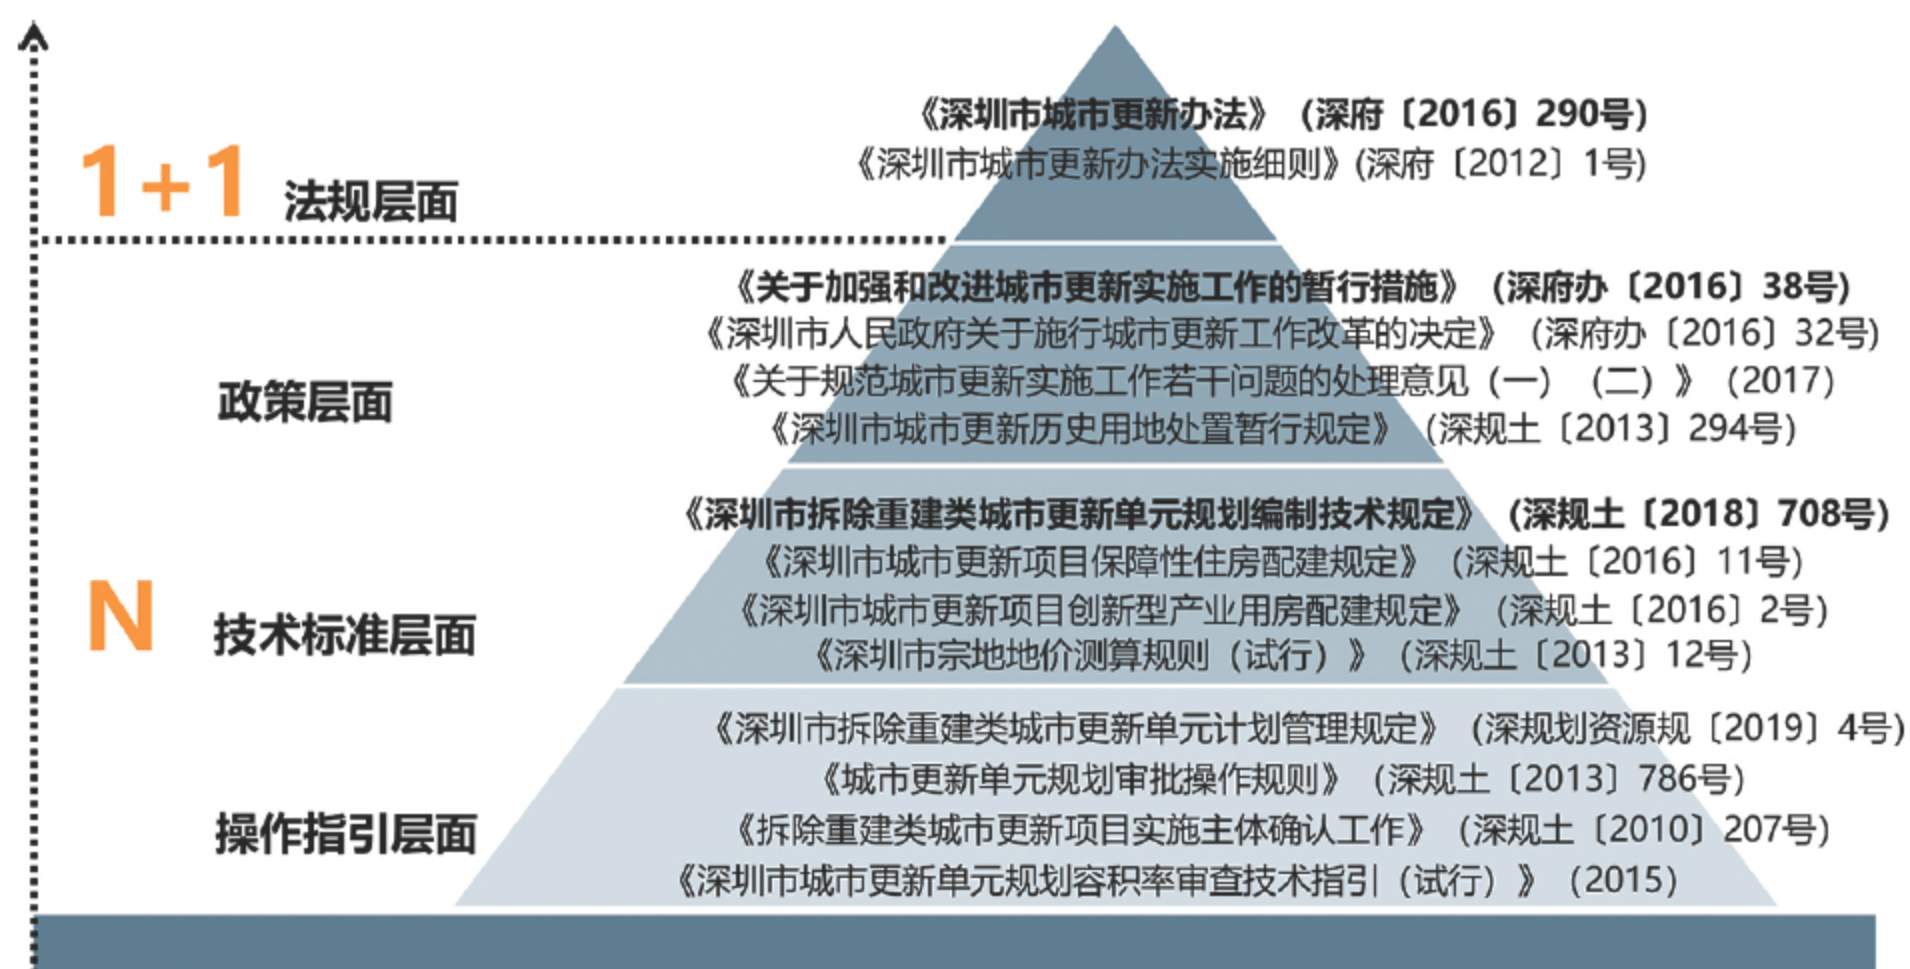 《深圳市城市更新办法》（深府〔2016〕290号)
1+1 法规层面
《深圳市城市更新办法实施细则》(深府〔2012〕1号)
《关于加强和改进城市更新实施工作的暂行措施》（深府办〔2016〕38号)
《深圳市人民政府关于施行城市更新工作改革的决定》（深府办〔2016〕32号)
政策层面
《关于规范城市更新实施工作若干问题的处理意见（一）（二）》（2017）
《深圳市城市更新历史用地处置暂行规定》（深规土〔2013〕294号)
《深圳市拆除重建类城市更新单元规划编制技术规定》（深规土〔2018〕708号)
《深圳市城市更新项目保障性住房配建规定》（深规土〔2016〕11号)
N 技术标准层面
《深圳市城市更新项目创新型产业用房配建规定》（深规土〔2016〕2号)
《深圳市宗地地价测算规则（试行）》（深规土〔2013〕12号)
《深圳市拆除重建类城市更新单元计划管理规定》（深规划资源规〔2019〕4号)
《城市更新单元规划审批操作规则》（深规土〔2013〕786号)
操作指引层面
《拆除重建类城市更新项目实施主体确认工作》（深规土〔2010〕207号)
《深圳市城市更新单元规划容积率审查技术指引（试行）》（2015）